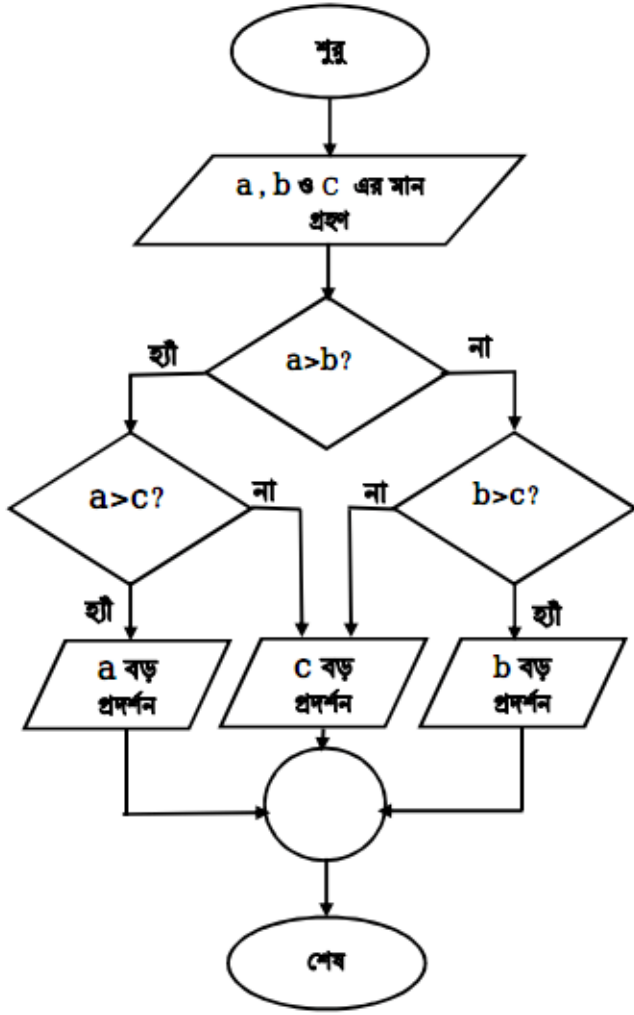 শুরু
a, b ও C এর মান
গ্রহণ
a>b?
হ্যাঁ
না
a>c?
না
না
b>c?
হ্যাঁ
হ্যাঁ
a বড়
প্রদর্শন
c বড়
প্রদর্শন
b বড়
প্রদর্শন
শেষ